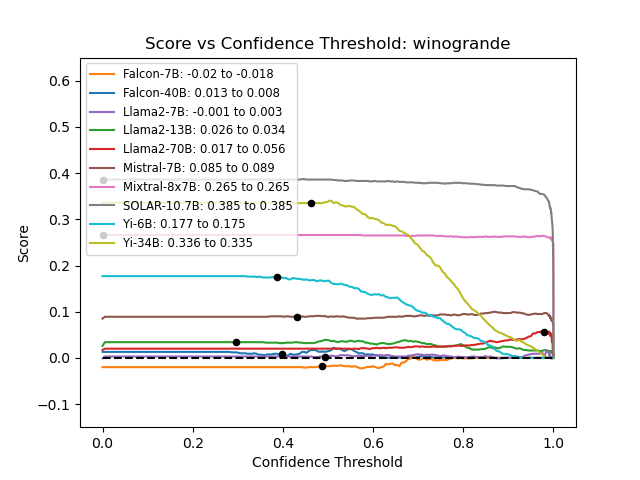 Score vs Confidence Threshold: winogrande
Score
0.6
0.5
0.4
0.3
0.2
0.1
0.0
−0.1
Falcon-7B: -0.02 to -0.018
Falcon-40B: 0.013 to 0.008
Llama2-7B: -0.001 to 0.003
Llama2-13B: 0.026 to 0.034
Llama2-70B: 0.017 to 0.056
Mistral-7B: 0.085 to 0.089
Mixtral-8x7B: 0.265 to 0.265
SOLAR-10.7B: 0.385 to 0.385
Yi-6B: 0.177 to 0.175
Yi-34B: 0.336 to 0.335
0.0 0.2 0.4 0.6 0.8 1.0
Confidence Threshold